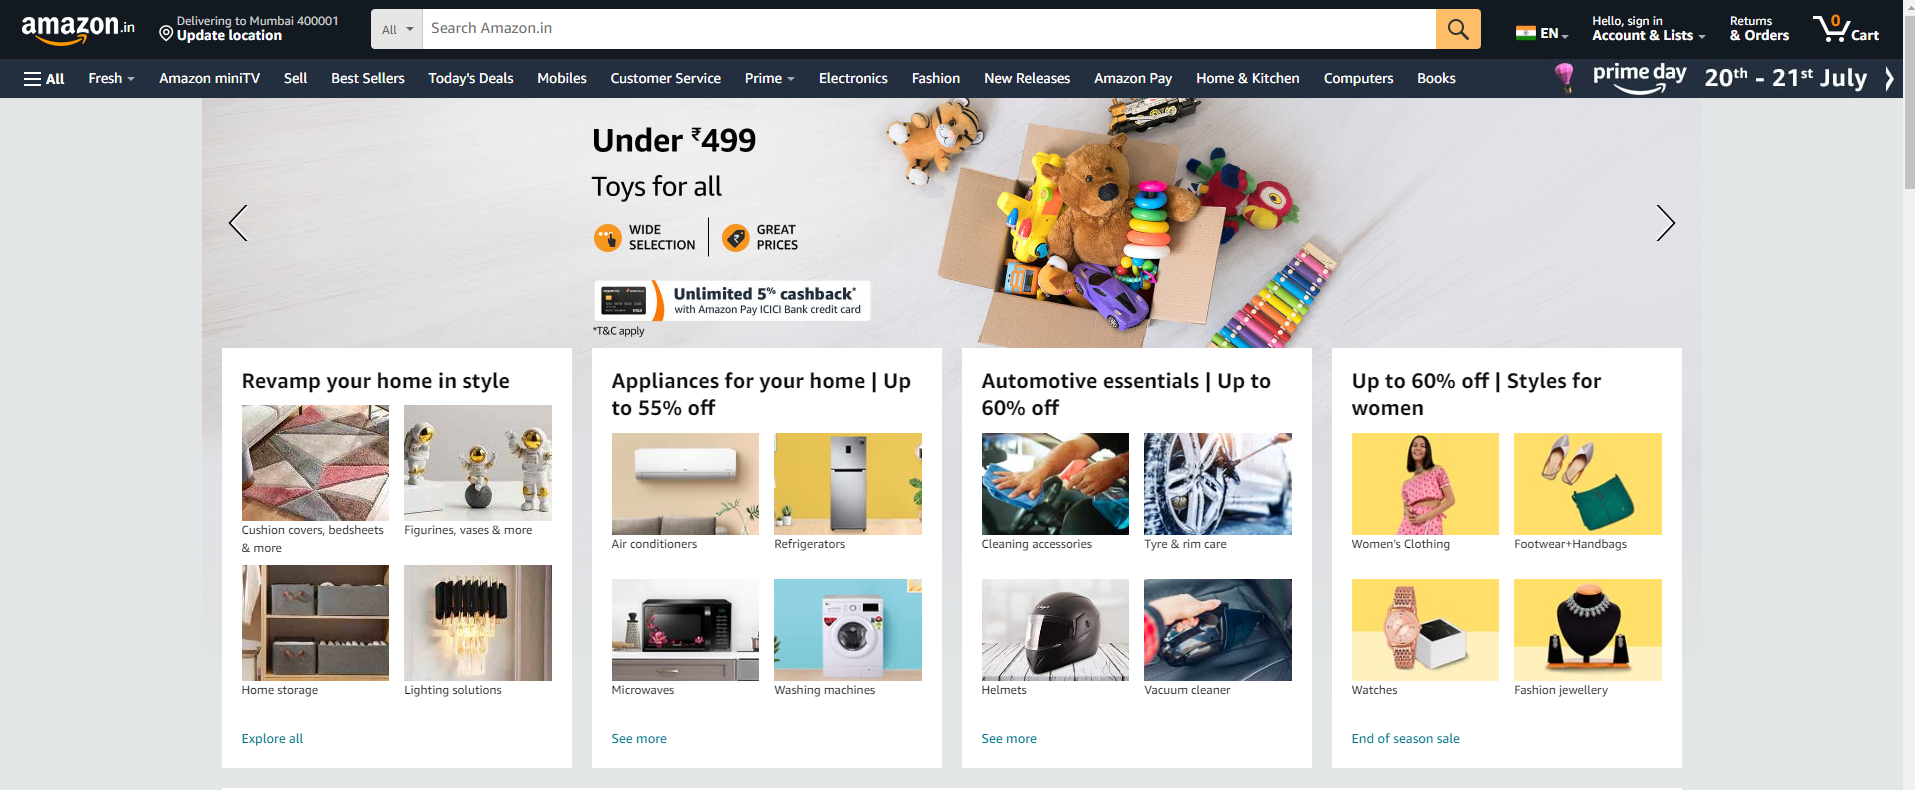 amazon.in
Delivering to Mumbai 400001
Update location
All
Search Amazon.in
EN
Hello, sign in
Account & Lists
Returns
& Orders
0
Cart
All
Fresh
Amazon miniTV
Sell
Best Sellers
Today's Deals
Mobiles
Customer Service
Prime
Electronics
Fashion
New Releases
Amazon Pay
Home & Kitchen
Computers
Books
prime day
20th - 21st July
Under ₹499
Toys for all
WIDE
SELECTION
GREAT
PRICES
Unlimited 5% cashback*
with Amazon Pay ICICI Bank credit card
*T&C apply
Revamp your home in style
Cushion covers, bedsheets
& more
Figurines, vases & more
Home storage
Lighting solutions
Explore all
Appliances for your home | Up
to 55% off
Air conditioners
Refrigerators
Microwaves
Washing machines
See more
Automotive essentials | Up to
60% off
Cleaning accessories
Tyre & rim care
Helmets
Vacuum cleaner
See more
Up to 60% off | Styles for
women
Women's Clothing
Footwear+Handbags
Watches
Fashion jewellery
End of season sale